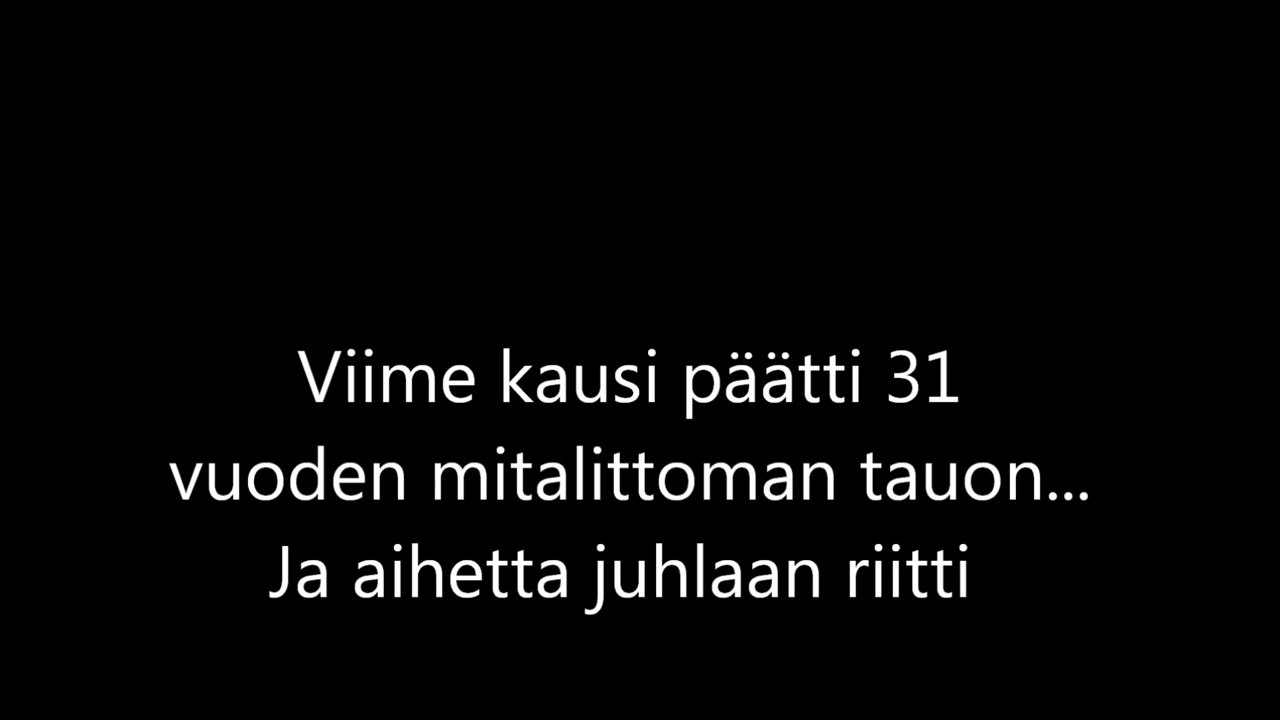 Viime kausi päätti 31
vuoden mitalittoman tauon...
Ja aihetta juhlaan riitti